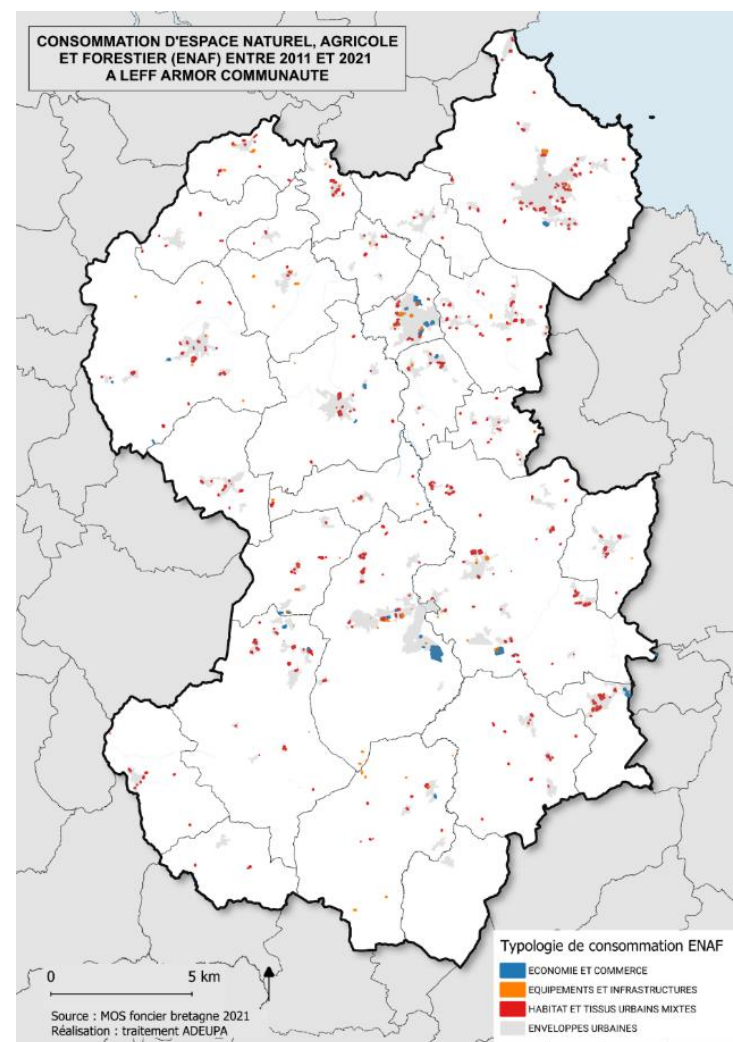 CONSOMMATION D'ESPACE NATUREL, AGRICOLE
ET FORESTIER (ENAF) ENTRE 2011 ET 2021
A LEFF ARMOR COMMUNAUTE
Typologie de consommation ENAF
ECONOMIE ET COMMERCE
EQUIPEMENTS ET INFRASTRUCTURES
HABITAT ET TISSUS URBAINS MIXTES
ENVELOPPES URBAINES
0 5 km
Source : MOS foncier bretagne 2021
Réalisation : traitement ADEUPA